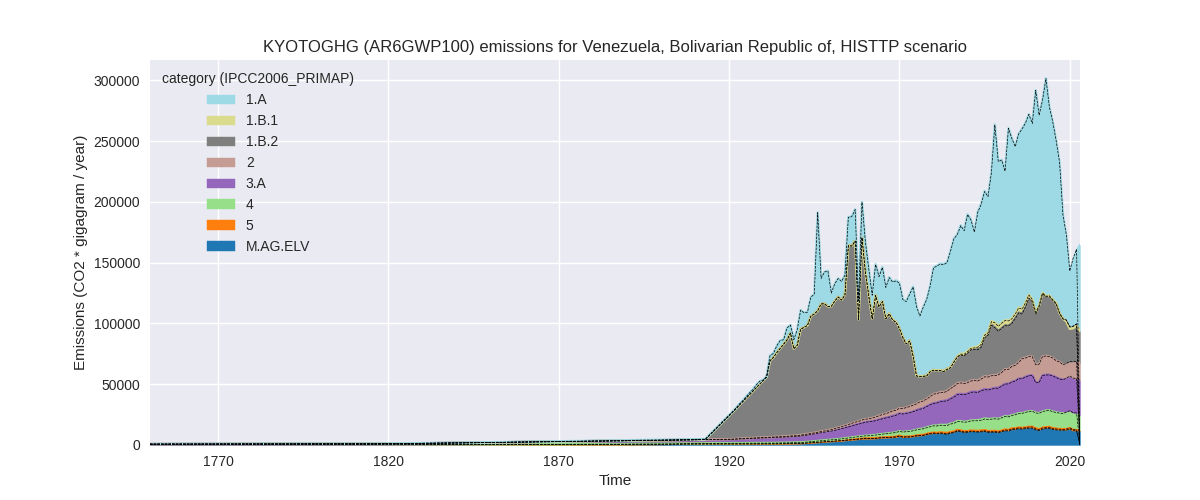 KYOTOGHG (AR6GWP100) emissions for Venezuela, Bolivarian Republic of, HISTTP scenario
category (IPCC2006_PRIMAP)
1.A
1.B.1
1.B.2
2
3.A
4
5
M.AG.ELV
Emissions (CO2 * gigagram / year)
300000
250000
200000
150000
100000
50000
0
1770
1820
1870
1920
1970
2020
Time